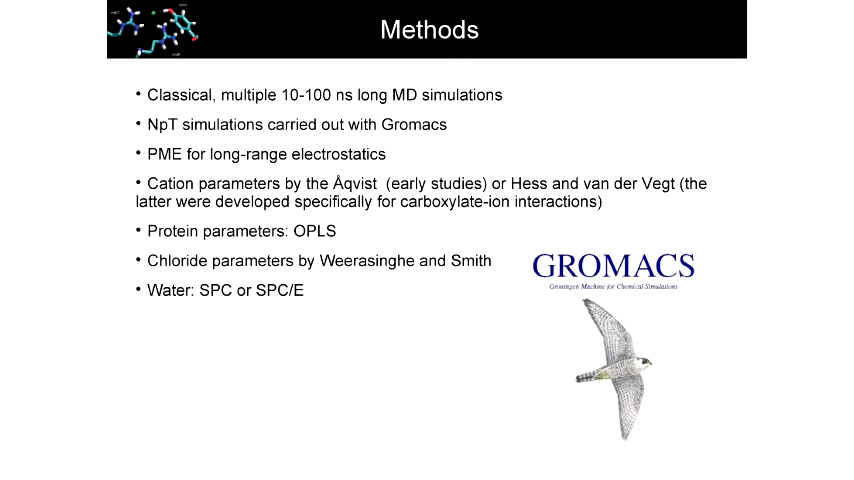 Methods
• Classical, multiple 10-100 ns long MD simulations
• NpT simulations carried out with Gromacs
• PME for long-range electrostatics
• Cation parameters by the Åqvist  (early studies) or Hess and van der Vegt (the
latter were developed specifically for carboxylate-ion interactions)
• Protein parameters: OPLS
• Chloride parameters by Weerasinghe and Smith
• Water: SPC or SPC/E
GROMACS
Groningen Machine for Chemical Simulations